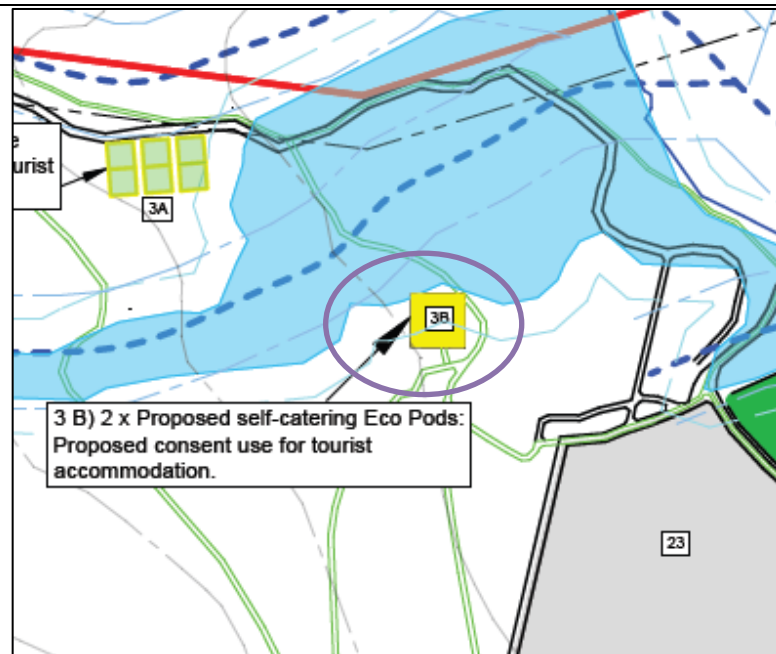 e
urist
3A
3B
3 B) 2 x Proposed self-catering Eco Pods:
Proposed consent use for tourist
accommodation.
23